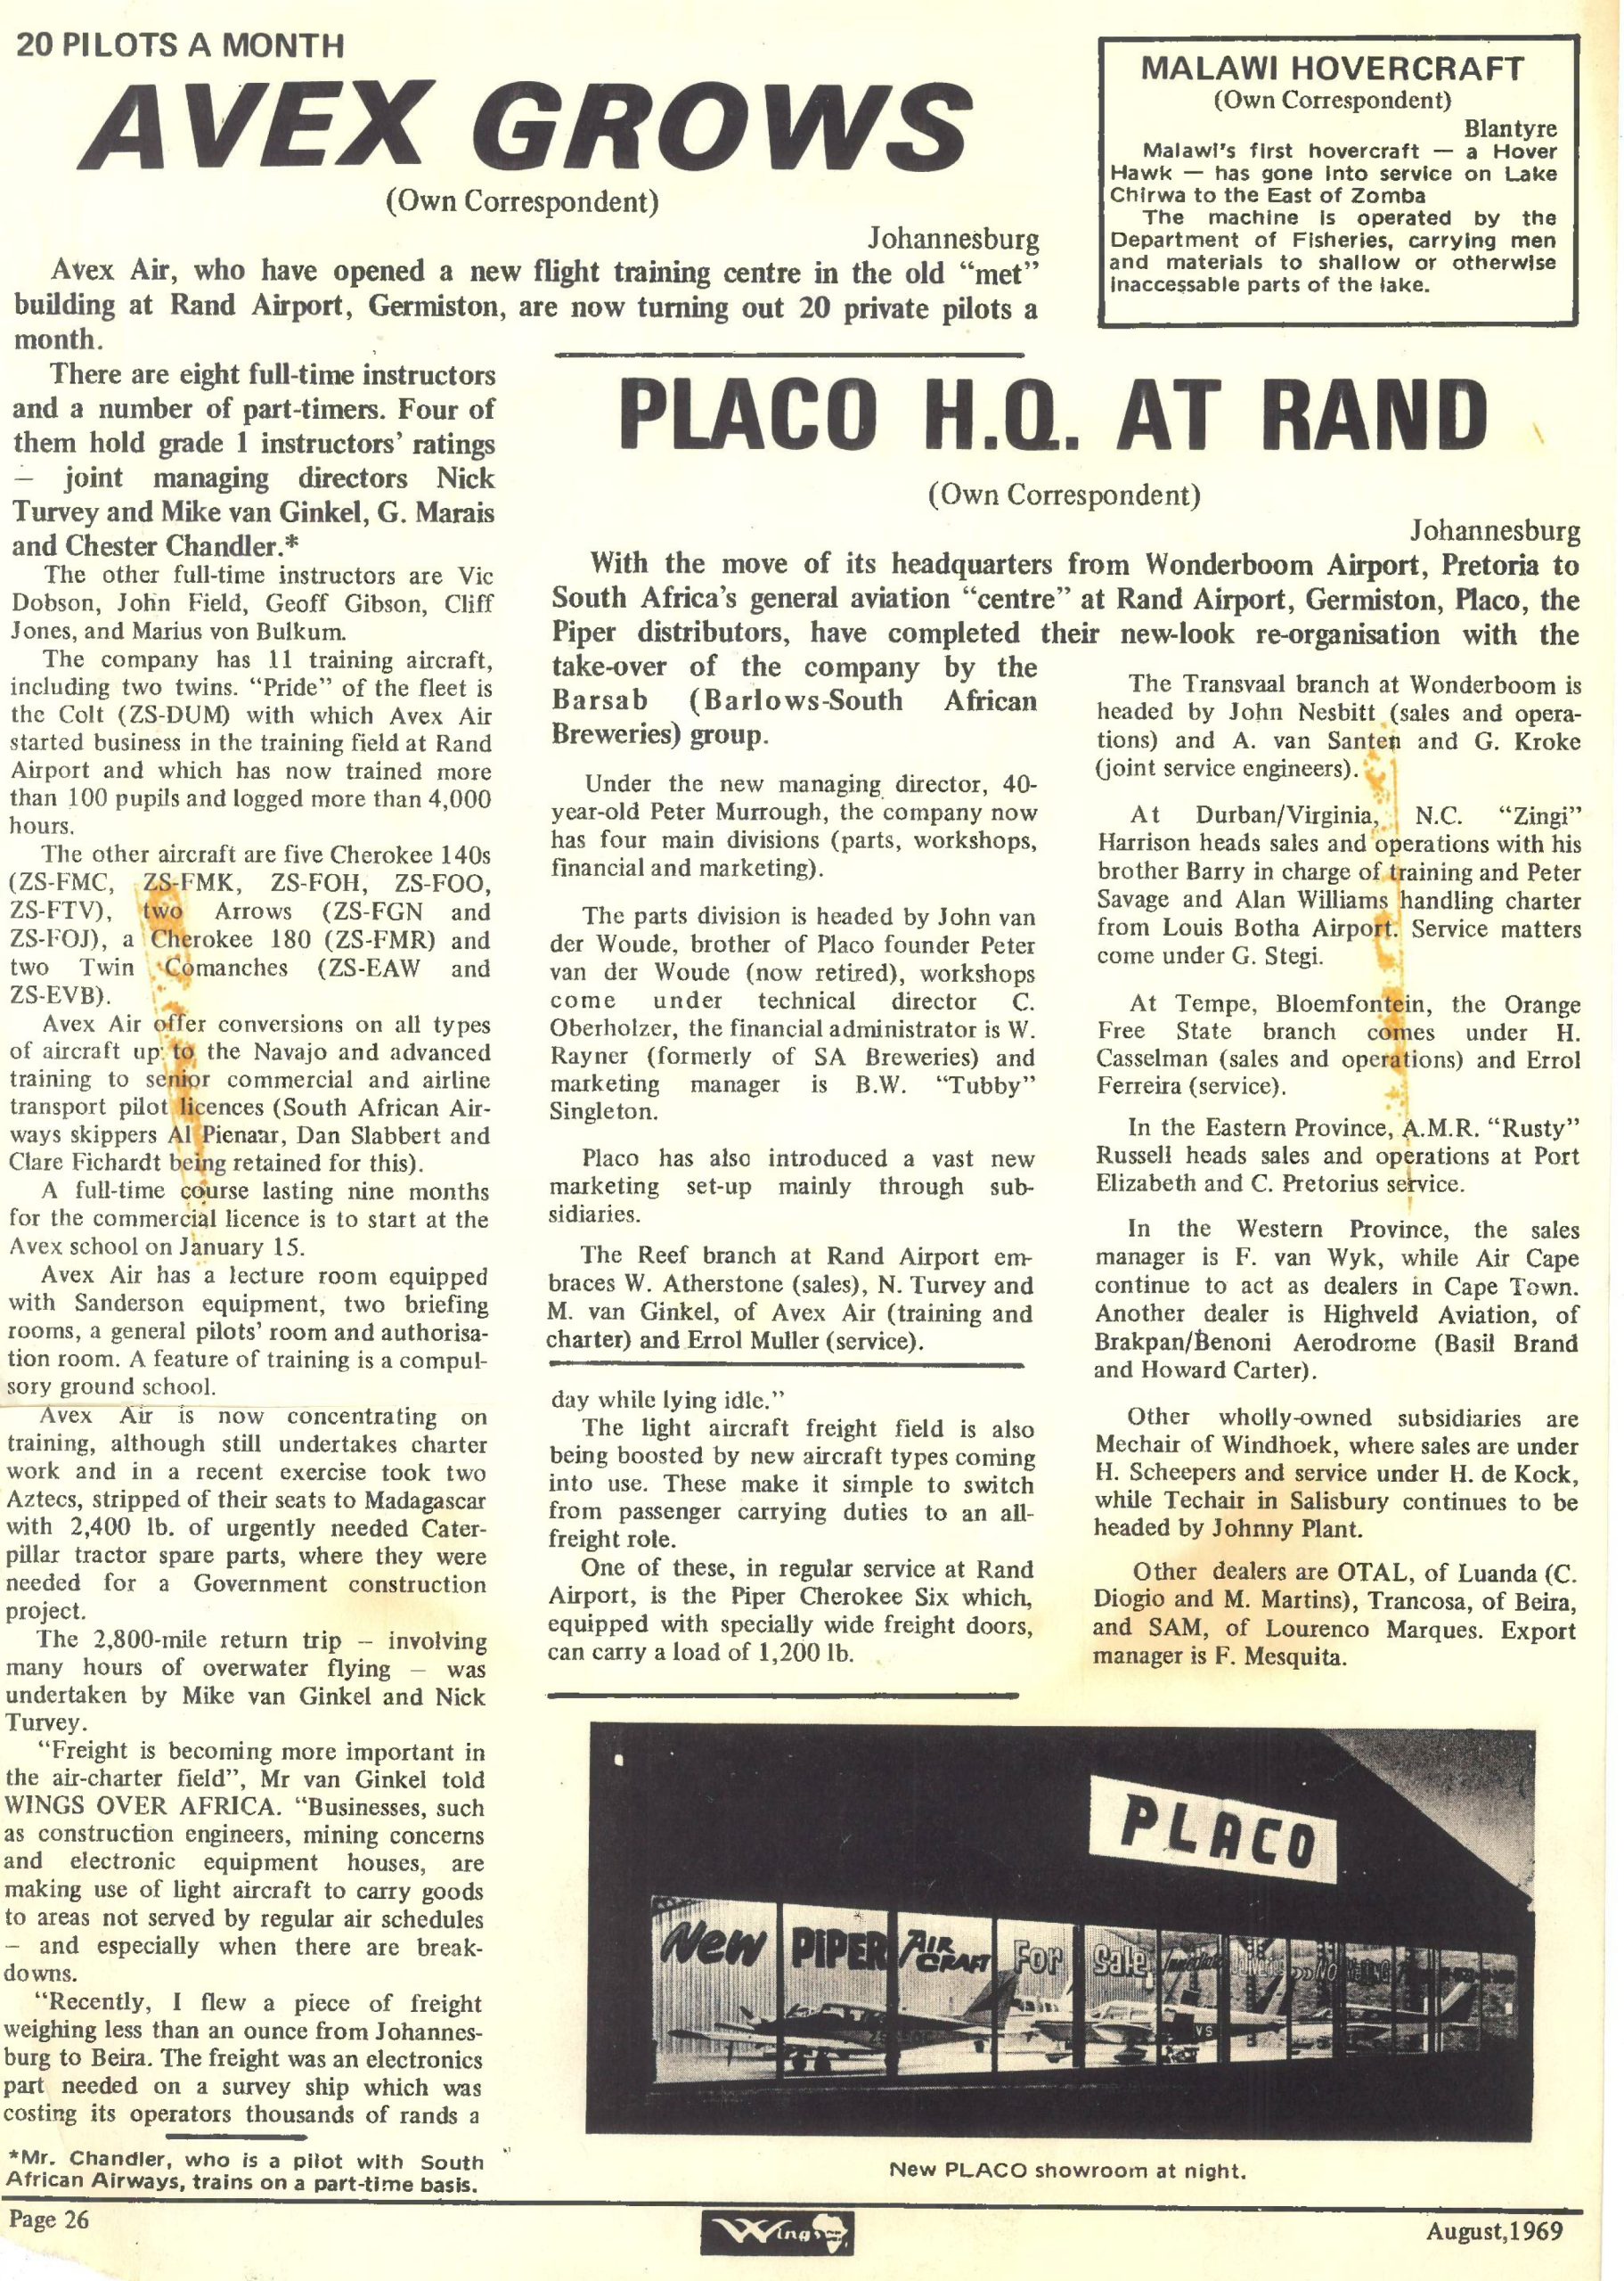 20 PILOTS A MONTH
AVEX GROWS
(Own Correspondent)
Johannesburg
Avex Air, who have opened a new flight training centre in the old “met”
building at Rand Airport, Germiston, are now turning out 20 private pilots a
month.
There are eight full-time instructors
and a number of part-timers. Four of
them hold grade 1 instructors’ ratings
– joint managing directors Nick
Turvey and Mike van Ginkel, G. Marais
and Chester Chandler.*
The other full-time instructors are Vic
Dobson, John Field, Geoff Gibson, Cliff
Jones, and Marius von Bulkum.
The company has 11 training aircraft,
including two twins. “Pride” of the fleet is
the Colt (ZS-DUM) with which Avex Air
started business in the training field at Rand
Airport and which has now trained more
than 100 pupils and logged more than 4,000
hours.
The other aircraft are five Cherokee 140s
(ZS-FMC, ZS-FMK, ZS-FOH, ZS-FOO,
ZS-FTV), two Arrows (ZS-FGN and
ZS-FOJ), a Cherokee 180 (ZS-FMR) and
two Twin Comanches (ZS-EAW and
ZS-EVB).
Avex Air offer conversions on all types
of aircraft up to the Navajo and advanced
training to senior commercial and airline
transport pilot licences (South African Air-
ways skippers Al Pienaar, Dan Slabbert and
Clare Fichardt being retained for this).
A full-time course lasting nine months
for the commercial licence is to start at the
Avex school on January 15.
Avex Air has a lecture room equipped
with Sanderson equipment, two briefing
rooms, a general pilots’ room and authorisa-
tion room. A feature of training is a compul-
sory ground school.
Avex Air is now concentrating on
training, although still undertakes charter
work and in a recent exercise took two
Aztecs, stripped of their seats to Madagascar
with 2,400 lb. of urgently needed Cater-
pillar tractor spare parts, where they were
needed for a Government construction
project.
The 2,800-mile return trip – involving
many hours of overwater flying – was
undertaken by Mike van Ginkel and Nick
Turvey.
“Freight is becoming more important in
the air-charter field”, Mr van Ginkel told
WINGS OVER AFRICA. “Businesses, such
as construction engineers, mining concerns
and electronic equipment houses, are
making use of light aircraft to carry goods
to areas not served by regular air schedules
– and especially when there are break-
downs.
“Recently, I flew a piece of freight
weighing less than an ounce from Johannes-
burg to Beira. The freight was an electronics
part needed on a survey ship which was
costing its operators thousands of rands a
day while lying idle.”
The light aircraft freight field is also
being boosted by new aircraft types coming
into use. These make it simple to switch
from passenger carrying duties to an all-
freight role.
One of these, in regular service at Rand
Airport, is the Piper Cherokee Six which,
equipped with specially wide freight doors,
can carry a load of 1,200 lb.
*Mr. Chandler, who is a pilot with South
African Airways, trains on a part-time basis.
MALAWI HOVERCRAFT
(Own Correspondent)
Blantyre
Malawi’s first hovercraft — a Hover
Hawk — has gone into service on Lake
Chirwa to the East of Zomba
The machine is operated by the
Department of Fisheries, carrying men
and materials to shallow or otherwise
inaccessable parts of the lake.
PLACO H.Q. AT RAND
(Own Correspondent)
Johannesburg
With the move of its headquarters from Wonderboom Airport, Pretoria to
South Africa’s general aviation “centre” at Rand Airport, Germiston, Placo, the
Piper distributors, have completed their new-look re-organisation with the
take-over of the company by the
Barsab (Barlows-South African
Breweries) group.
Under the new managing director, 40-
year-old Peter Murrough, the company now
has four main divisions (parts, workshops,
financial and marketing).
The parts division is headed by John van
der Woude, brother of Placo founder Peter
van der Woude (now retired), workshops
come under technical director C.
Oberholzer, the financial administrator is W.
Rayner (formerly of SA Breweries) and
marketing manager is B.W. “Tubby”
Singleton.
Placo has also introduced a vast new
marketing set-up mainly through sub-
sidiaries.
The Reef branch at Rand Airport em-
braces W. Atherstone (sales), N. Turvey and
M. van Ginkel, of Avex Air (training and
charter) and Errol Muller (service).
The Transvaal branch at Wonderboom is
headed by John Nesbitt (sales and opera-
tions) and A. van Santen and G. Kroke
(joint service engineers).
At Durban/Virginia, N.C. “Zingi”
Harrison heads sales and operations with his
brother Barry in charge of training and Peter
Savage and Alan Williams handling charter
from Louis Botha Airport. Service matters
come under G. Stegi.
At Tempe, Bloemfontein, the Orange
Free State branch comes under H.
Casselman (sales and operations) and Errol
Ferreira (service).
In the Eastern Province, A.M.R. “Rusty”
Russell heads sales and operations at Port
Elizabeth and C. Pretorius service.
In the Western Province, the sales
manager is F. van Wyk, while Air Cape
continue to act as dealers in Cape Town.
Another dealer is Highveld Aviation, of
Brakpan/Benoni Aerodrome (Basil Brand
and Howard Carter).
Other wholly-owned subsidiaries are
Mechair of Windhoek, where sales are under
H. Scheepers and service under H. de Kock,
while Techair in Salisbury continues to be
headed by Johnny Plant.
Other dealers are OTAL, of Luanda (C.
Diogio and M. Martins), Trancosa, of Beira,
and SAM, of Lourenco Marques. Export
manager is F. Mesquita.
PLACO
New PIPER AIRCRAFT For Sale
New PLACO showroom at night.
Page 26
Wings
August,1969